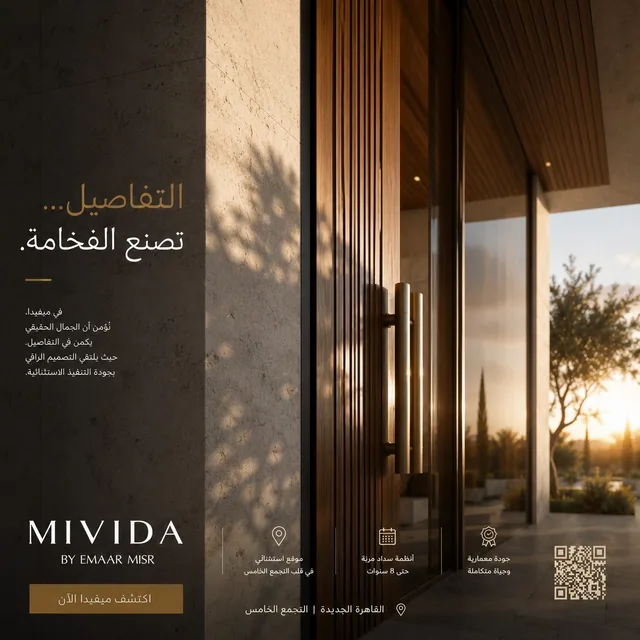 التفاصيل...
تصنع الفخامة.
في ميفيدا،
نُؤمن أن الجمال الحقيقي
يكمن في التفاصيل.
حيث يلتقي التصميم الراقي
بجودة التنفيذ الاستثنائية.
MIVIDA
BY EMAAR MISR
اكتشف ميفيدا الآن
جودة معمارية
وحياة متكاملة
أنظمة سداد مرنة
حتى 8 سنوات
موقع استثنائي
في قلب التجمع الخامس
القاهرة الجديدة | التجمع الخامس